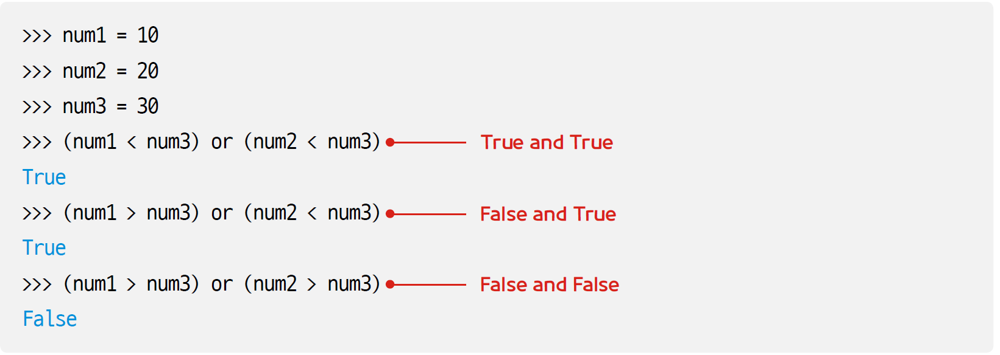 >>> num1 = 10
>>> num2 = 20
>>> num3 = 30
>>> (num1 < num3) or (num2 < num3) True and True
True
>>> (num1 > num3) or (num2 < num3) False and True
True
>>> (num1 > num3) or (num2 > num3) False and False
False